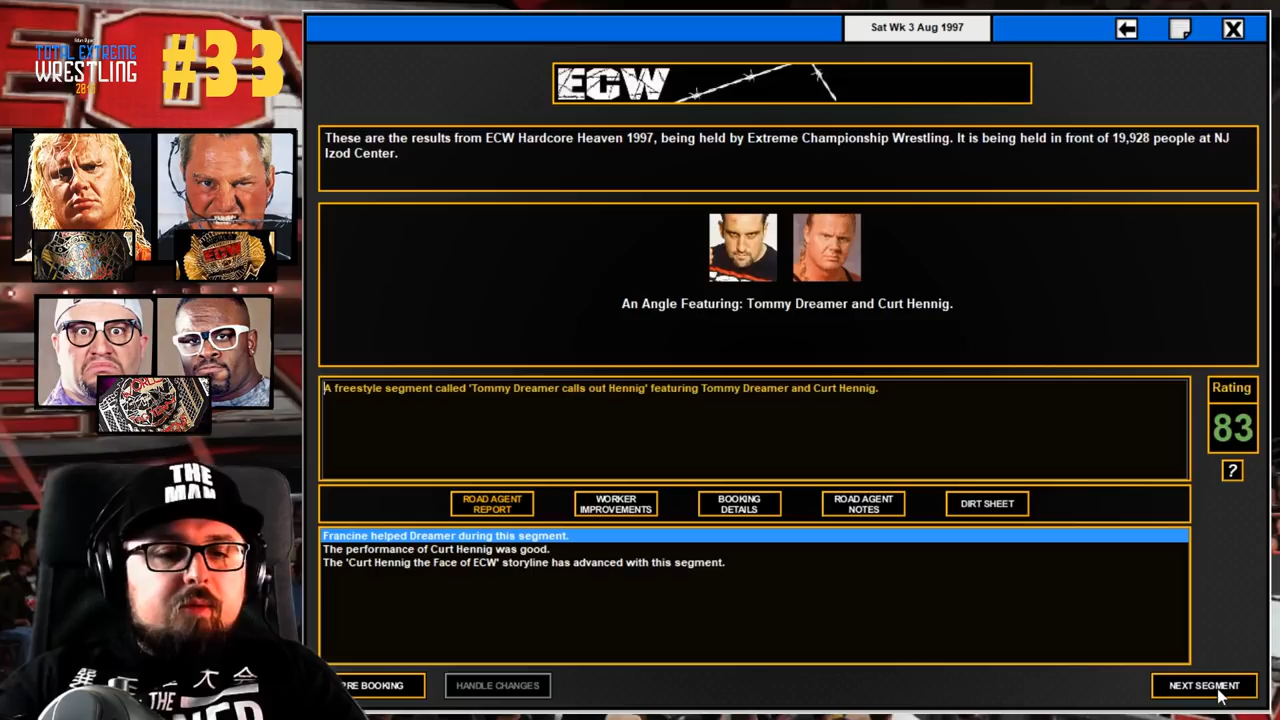 Sat Wk 3 Aug 1997
TOTAL EXTREME
WRESTLING
#33
ECW
These are the results from ECW Hardcore Heaven 1997, being held by Extreme Championship Wrestling. It is being held in front of 19,928 people at NJ
Izod Center.
An Angle Featuring: Tommy Dreamer and Curt Hennig.
A freestyle segment called 'Tommy Dreamer calls out Hennig' featuring Tommy Dreamer and Curt Hennig.
Rating
83
?
ROAD AGENT
REPORT
WORKER
IMPROVEMENTS
BOOKING
DETAILS
ROAD AGENT
NOTES
DIRT SHEET
Francine helped Dreamer during this segment.
The performance of Curt Hennig was good.
The 'Curt Hennig the Face of ECW' storyline has advanced with this segment.
BOOKING
HANDLE CHANGES
NEXT SEGMENT
THE
MAN
THE